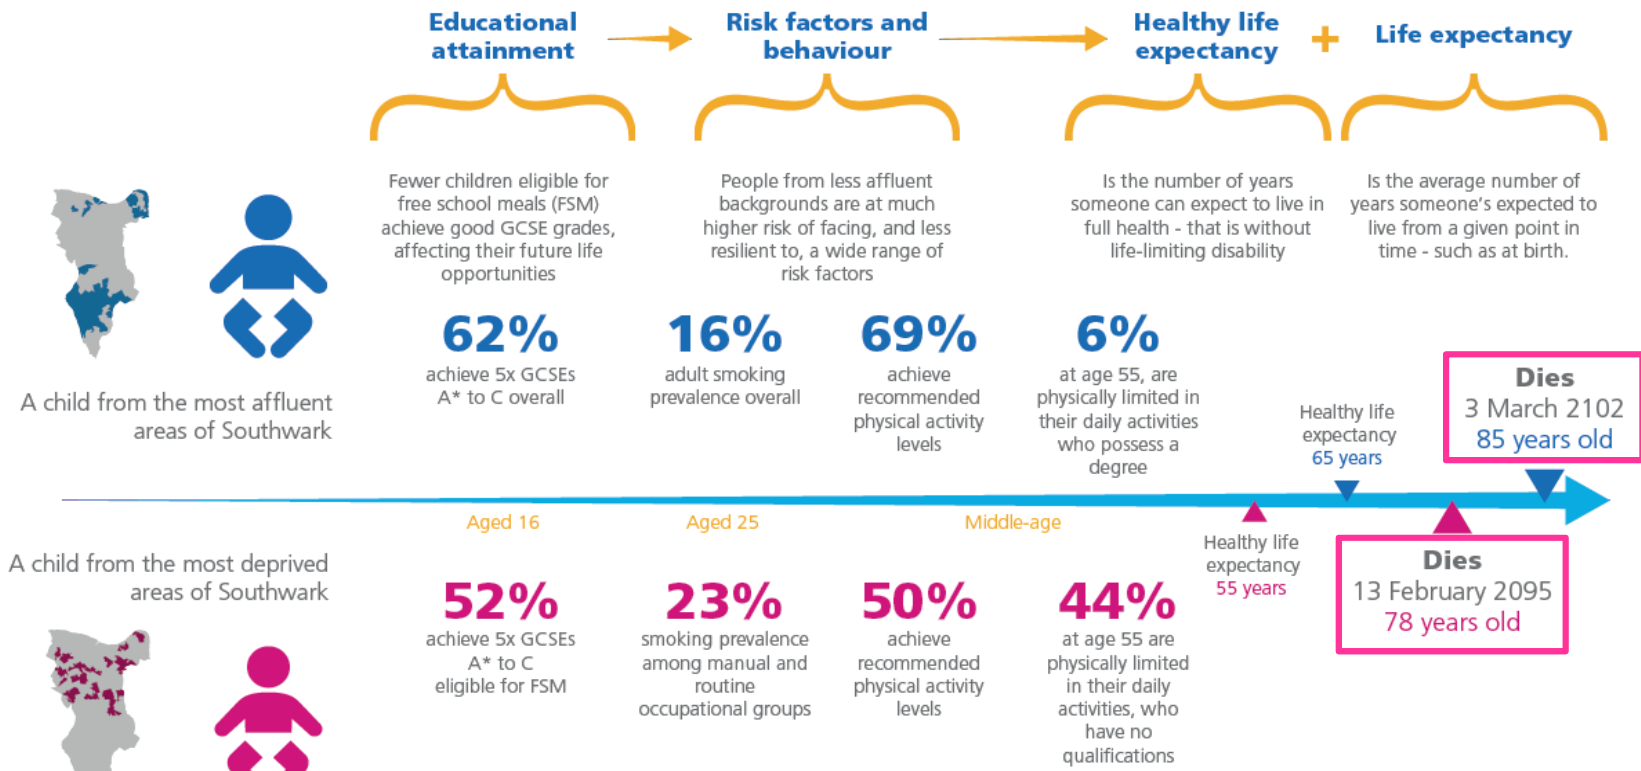 Educational
attainment
Risk factors and
behaviour
Healthy life
expectancy
+
Life expectancy
Fewer children eligible for
free school meals (FSM)
achieve good GCSE grades,
affecting their future life
opportunities
People from less affluent
backgrounds are at much
higher risk of facing, and less
resilient to, a wide range of
risk factors
Is the number of years
someone can expect to live in
full health - that is without
life-limiting disability
Is the average number of
years someone's expected to
live from a given point in
time - such as at birth.
A child from the most affluent
areas of Southwark
62%
achieve 5x GCSEs
A* to C overall
16%
adult smoking
prevalence overall
69%
achieve
recommended
physical activity
levels
6%
at age 55, are
physically limited in
their daily activities
who possess a
degree
Healthy life
expectancy
65 years
Dies
3 March 2102
85 years old
Aged 16
Aged 25
Middle-age
A child from the most deprived
areas of Southwark
52%
achieve 5x GCSEs
A* to C
eligible for FSM
23%
smoking prevalence
among manual and
routine
occupational groups
50%
achieve
recommended
physical activity
levels
44%
at age 55 are
physically limited
in their daily
activities, who
have no
qualifications
Healthy life
expectancy
55 years
Dies
13 February 2095
78 years old